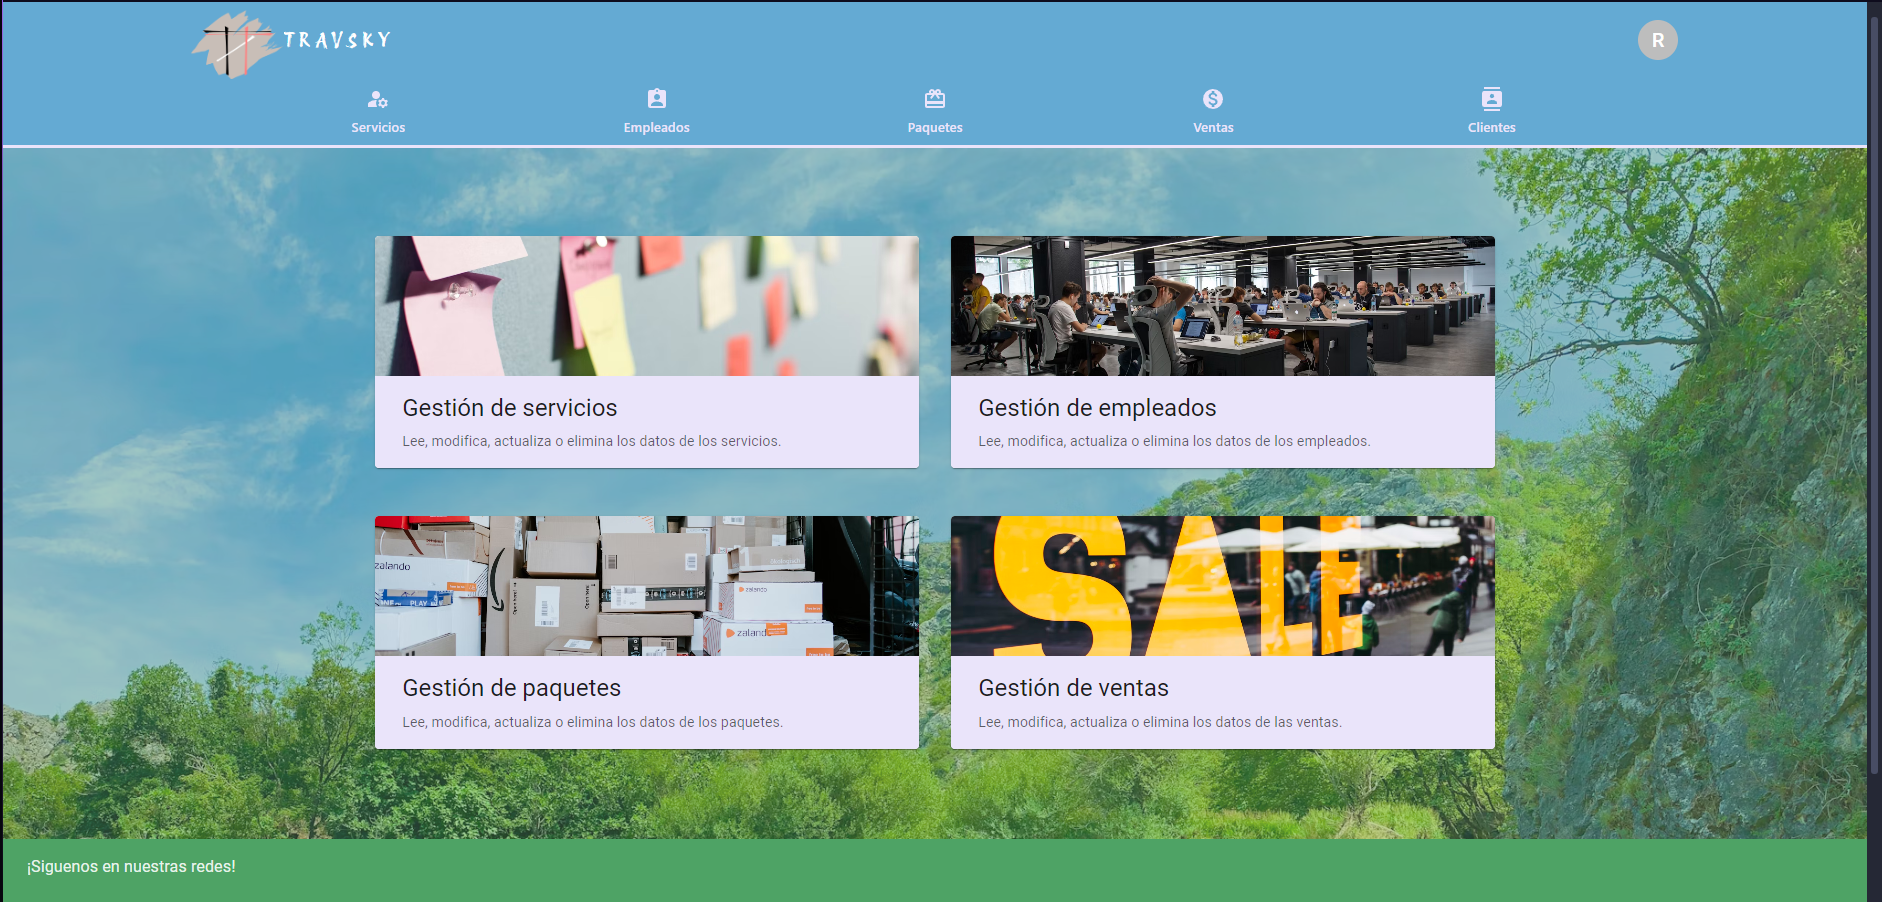 TRAVSKY
R
Servicios
Empleados
Paquetes
Ventas
Clientes
Gestión de servicios
Lee, modifica, actualiza o elimina los datos de los servicios.
Gestión de empleados
Lee, modifica, actualiza o elimina los datos de los empleados.
zalando
PLAY
zalando
zaland
Gestión de paquetes
Lee, modifica, actualiza o elimina los datos de los paquetes.
SALE
Gestión de ventas
Lee, modifica, actualiza o elimina los datos de las ventas.
¡Siguenos en nuestras redes!